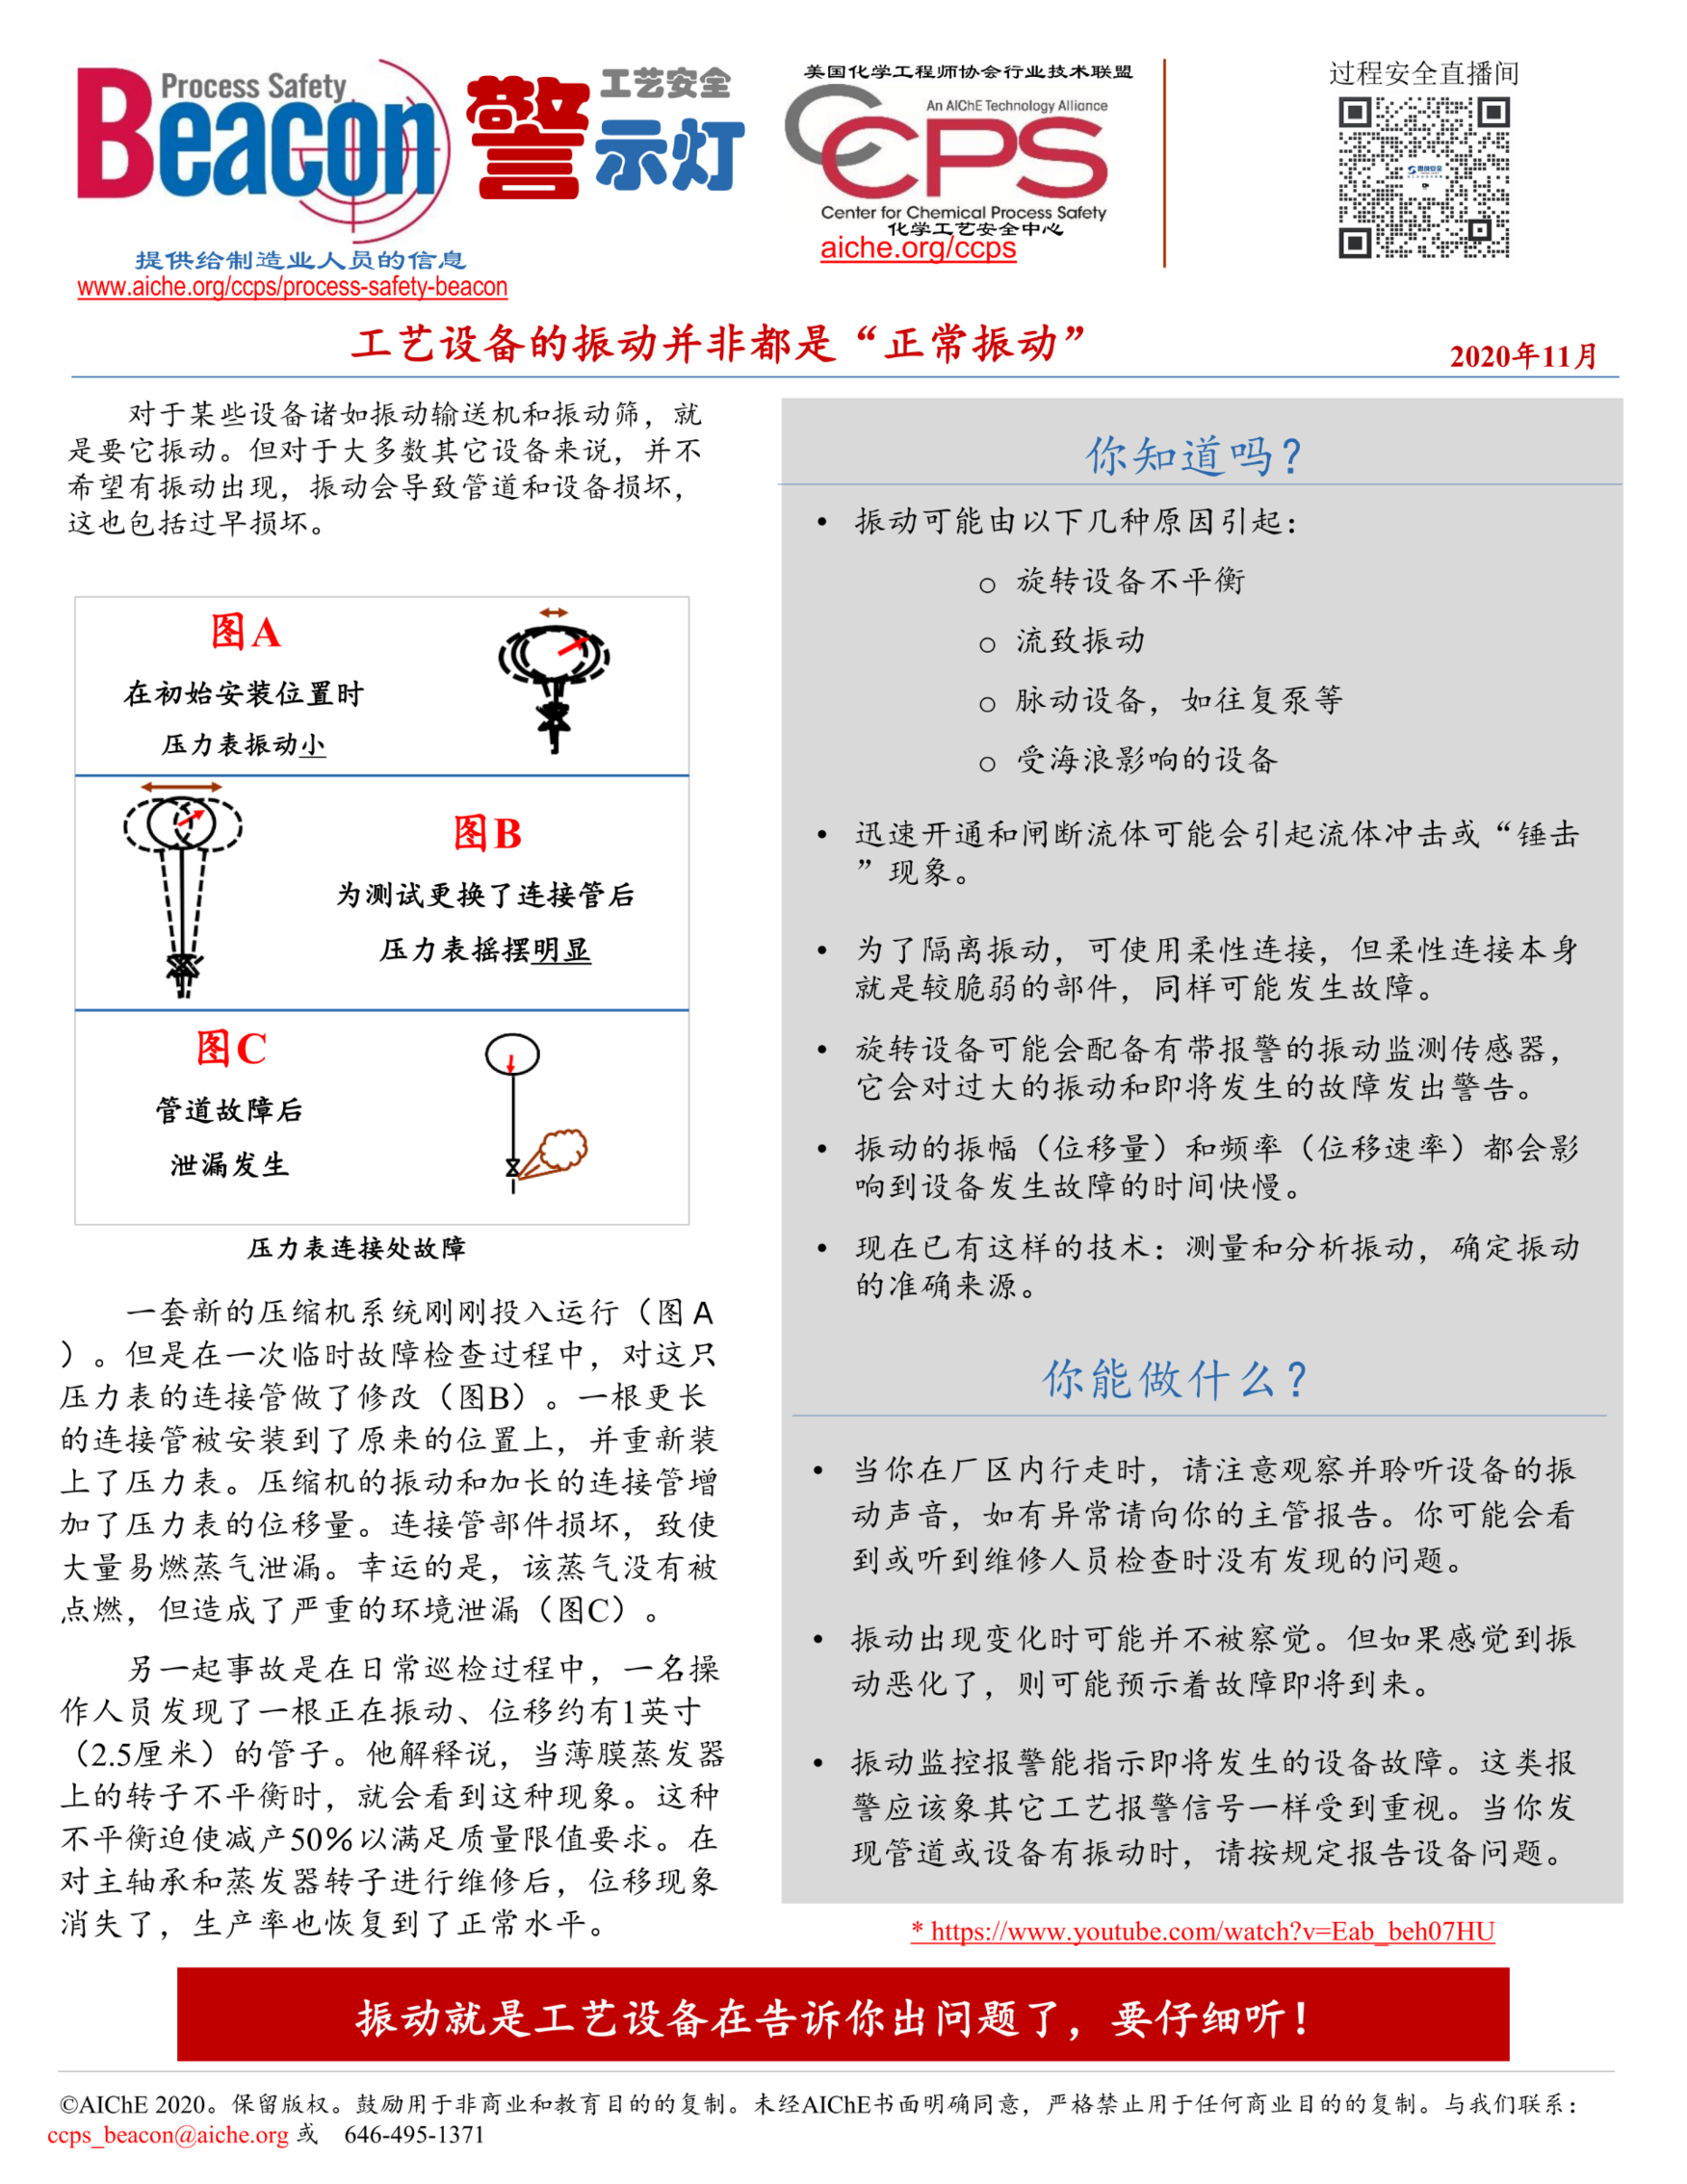 Process Safety
Beacon
工艺安全
警示灯
提供给制造业人员的信息
www.aiche.org/ccps/process-safety-beacon
美国化学工程师协会行业技术联盟
An AIChE Technology Alliance
CCPS
Center for Chemical Process Safety
化学工艺安全中心
aiche.org/ccps
过程安全直播间
工艺设备的振动并非都是“正常振动”
2020年11月
对于某些设备诸如振动输送机和振动筛，就
是要它振动。但对于大多数其它设备来说，并不
希望有振动出现，振动会导致管道和设备损坏，
这也包括过早损坏。
图A
在初始安装位置时
压力表振动小
图B
为测试更换了连接管后
压力表摇摆明显
图C
管道故障后
泄漏发生
压力表连接处故障
一套新的压缩机系统刚刚投入运行（图 A
）。但是在一次临时故障检查过程中，对这只
压力表的连接管做了修改（图B）。一根更长
的连接管被安装到了原来的位置上，并重新装
上了压力表。压缩机的振动和加长的连接管增
加了压力表的位移量。连接管部件损坏，致使
大量易燃蒸气泄漏。幸运的是，该蒸气没有被
点燃，但造成了严重的环境泄漏（图C）。
另一起事故是在日常巡检过程中，一名操
作人员发现了一根正在振动、位移约有1英寸
（2.5厘米）的管子。他解释说，当薄膜蒸发器
上的转子不平衡时，就会看到这种现象。这种
不平衡迫使减产50%以满足质量限值要求。在
对主轴承和蒸发器转子进行维修后，位移现象
消失了，生产率也恢复到了正常水平。
你知道吗？
• 振动可能由以下几种原因引起：
o 旋转设备不平衡
o 流致振动
o 脉动设备，如往复泵等
o 受海浪影响的设备
• 迅速开通和闸断流体可能会引起流体冲击或“锤击
”现象。
• 为了隔离振动，可使用柔性连接，但柔性连接本身
就是较脆弱的部件，同样可能发生故障。
• 旋转设备可能会配备有带报警的振动监测传感器，
它会对过大的振动和即将发生的故障发出警告。
• 振动的振幅（位移量）和频率（位移速率）都会影
响到设备发生故障的时间快慢。
• 现在已有这样的技术：测量和分析振动，确定振动
的准确来源。
你能做什么？
• 当你在厂区内行走时，请注意观察并聆听设备的振
动声音，如有异常请向你的主管报告。你可能会看
到或听到维修人员检查时没有发现的问题。
• 振动出现变化时可能并不被察觉。但如果感觉到振
动恶化了，则可能预示着故障即将到来。
• 振动监控报警能指示即将发生的设备故障。这类报
警应该象其它工艺报警信号一样受到重视。当你发
现管道或设备有振动时，请按规定报告设备问题。
* https://www.youtube.com/watch?v=Eab_beh07HU
振动就是工艺设备在告诉你出问题了，要仔细听！
©AIChE 2020。保留版权。鼓励用于非商业和教育目的的复制。未经AIChE书面明确同意，严格禁止用于任何商业目的的复制。与我们联系：
ccps_beacon@aiche.org 或 646-495-1371